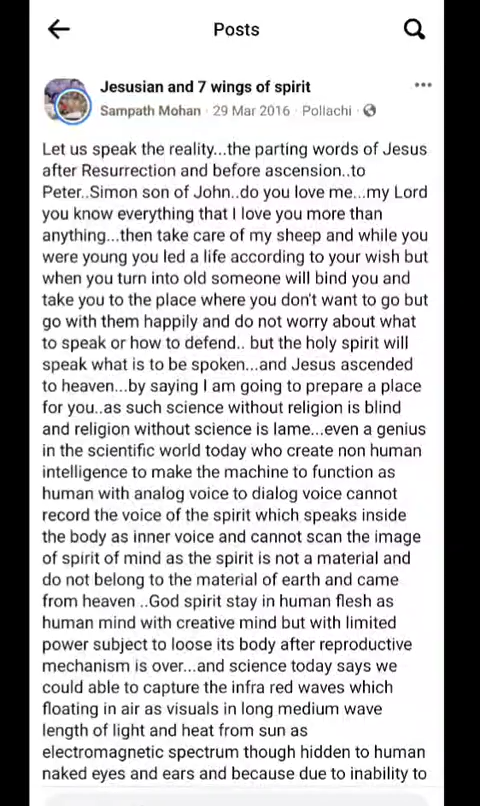 Posts
Jesusian and 7 wings of spirit
Sampath Mohan · 29 Mar 2016 · Pollachi ·
Let us speak the reality...the parting words of Jesus
after Resurrection and before ascension..to
Peter..Simon son of John..do you love me...my Lord
you know everything that I love you more than
anything...then take care of my sheep and while you
were young you led a life according to your wish but
when you turn into old someone will bind you and
take you to the place where you don't want to go but
go with them happily and do not worry about what
to speak or how to defend.. but the holy spirit will
speak what is to be spoken...and Jesus ascended
to heaven...by saying I am going to prepare a place
for you..as such science without religion is blind
and religion without science is lame...even a genius
in the scientific world today who create non human
intelligence to make the machine to function as
human with analog voice to dialog voice cannot
record the voice of the spirit which speaks inside
the body as inner voice and cannot scan the image
of spirit of mind as the spirit is not a material and
do not belong to the material of earth and came
from heaven ..God spirit stay in human flesh as
human mind with creative mind but with limited
power subject to loose its body after reproductive
mechanism is over...and science today says we
could able to capture the infra red waves which
floating in air as visuals in long medium wave
length of light and heat from sun as
electromagnetic spectrum though hidden to human
naked eyes and ears and because due to inability to